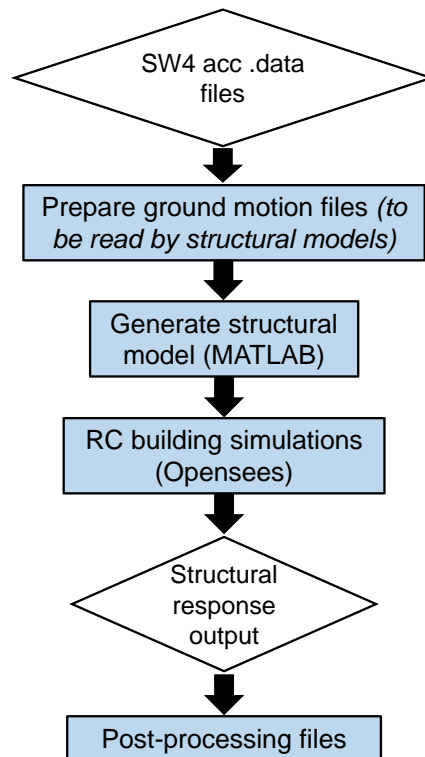 SW4 acc .data
files
Prepare ground motion files (to
be read by structural models)
Generate structural
model (MATLAB)
RC building simulations
(Opensees)
Structural
response
output
Post-processing files